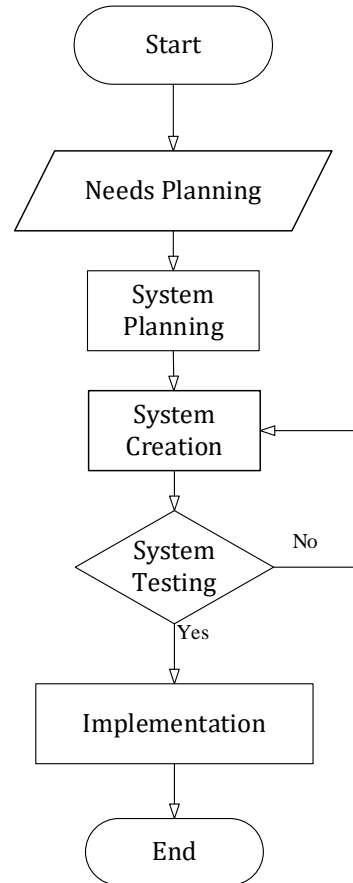 Start
Needs Planning
System
Planning
System
Creation
System
Testing
No
Yes
Implementation
End